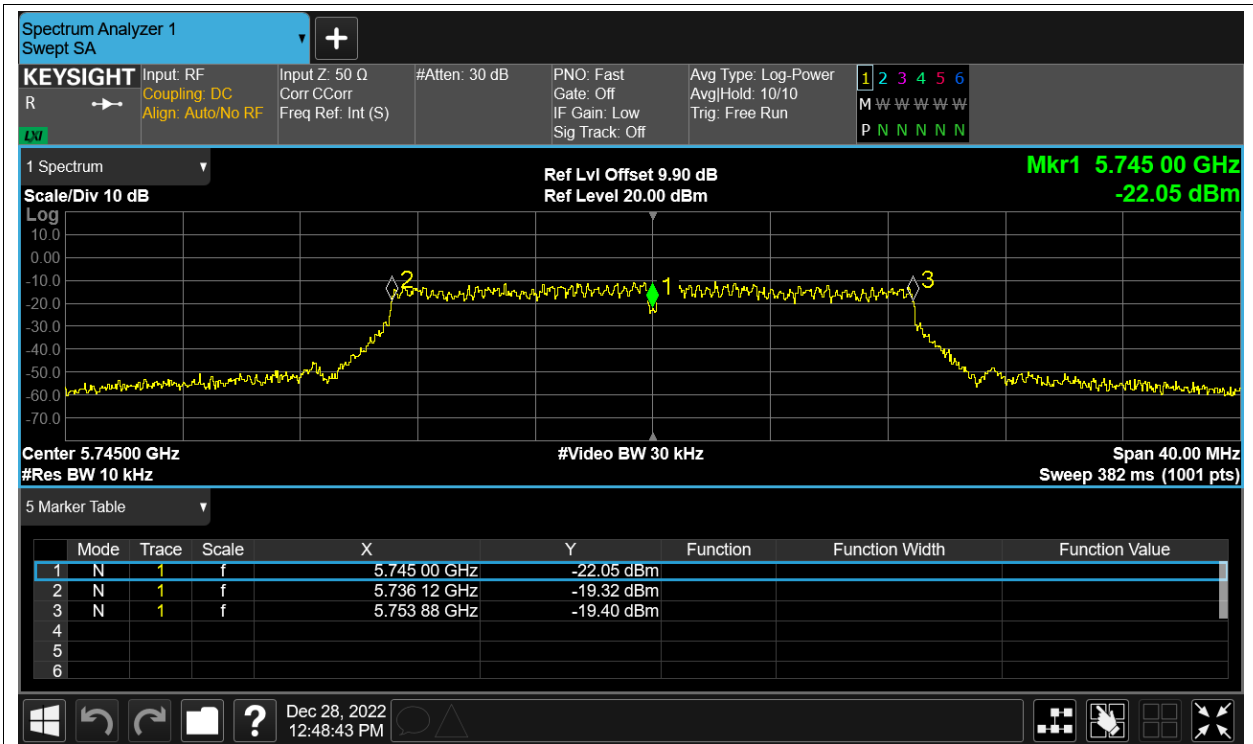 Spectrum Analyzer 1
Swept SA
KEYSIGHT
R
LXI
Input: RF
Coupling: DC
Align: Auto/No RF
Input Z: 50 Ω
Corr CCorr
Freq Ref: Int (S)
#Atten: 30 dB
PNO: Fast
Gate: Off
IF Gain: Low
Sig Track: Off
Avg Type: Log-Power
Avg|Hold: 10/10
Trig: Free Run
1 2 3 4 5 6
M W W W W W
P N N N N N
1 Spectrum
Scale/Div 10 dB
Ref Lvl Offset 9.90 dB
Ref Level 20.00 dBm
Mkr1 5.745 00 GHz
-22.05 dBm
Log
10.0
0.00
-10.0
-20.0
-30.0
-40.0
-50.0
-60.0
-70.0
2
1
3
Center 5.74500 GHz
#Res BW 10 kHz
#Video BW 30 kHz
Span 40.00 MHz
Sweep 382 ms (1001 pts)
5 Marker Table
Mode Trace Scale X Y Function Function Width Function Value
1 N 1 f 5.745 00 GHz -22.05 dBm
2 N 1 f 5.736 12 GHz -19.32 dBm
3 N 1 f 5.753 88 GHz -19.40 dBm
4
5
6
?
Dec 28, 2022
12:48:43 PM